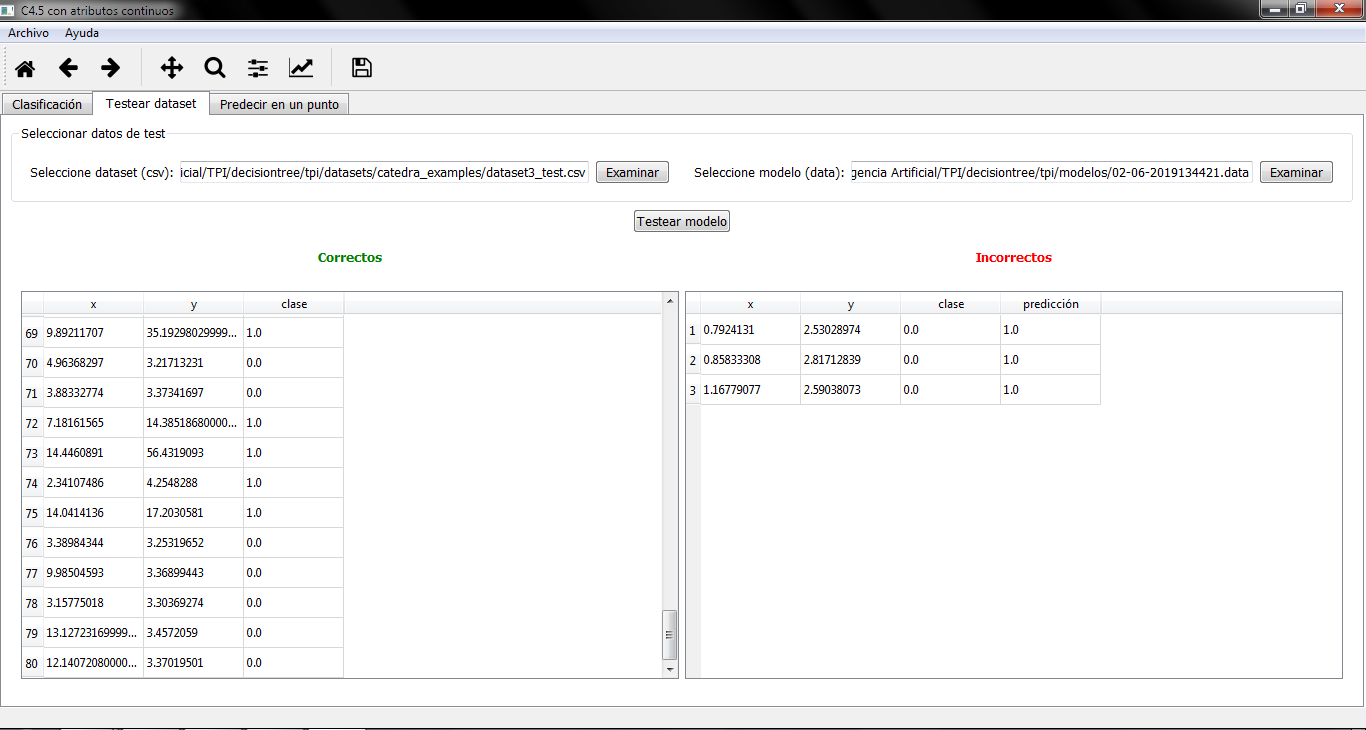 C4.5 con atributos continuos
Archivo Ayuda
Clasificación Testear dataset Predecir en un punto
Seleccionar datos de test
Seleccione dataset (csv): icial/TPI/decisiontree/tpi/datasets/catedra_examples/dataset3_test.csv Examinar Seleccione modelo (data): gencia Artificial/TPI/decisiontree/tpi/modelos/02-06-2019134421.data Examinar
Testear modelo
Correctos Incorrectos
x y clase x y clase predicción
69 9.89211707 35.19298029999... 1.0 1 0.7924131 2.53028974 0.0 1.0
70 4.96368297 3.21713231 0.0 2 0.85833308 2.81712839 0.0 1.0
71 3.88332774 3.37341697 0.0 3 1.16779077 2.59038073 0.0 1.0
72 7.18161565 14.38518680000... 1.0
73 14.4460891 56.4319093 1.0
74 2.34107486 4.2548288 1.0
75 14.0414136 17.2030581 1.0
76 3.38984344 3.25319652 0.0
77 9.98504593 3.36899443 0.0
78 3.15775018 3.30369274 0.0
79 13.12723169999... 3.4572059 0.0
80 12.14072080000... 3.37019501 0.0